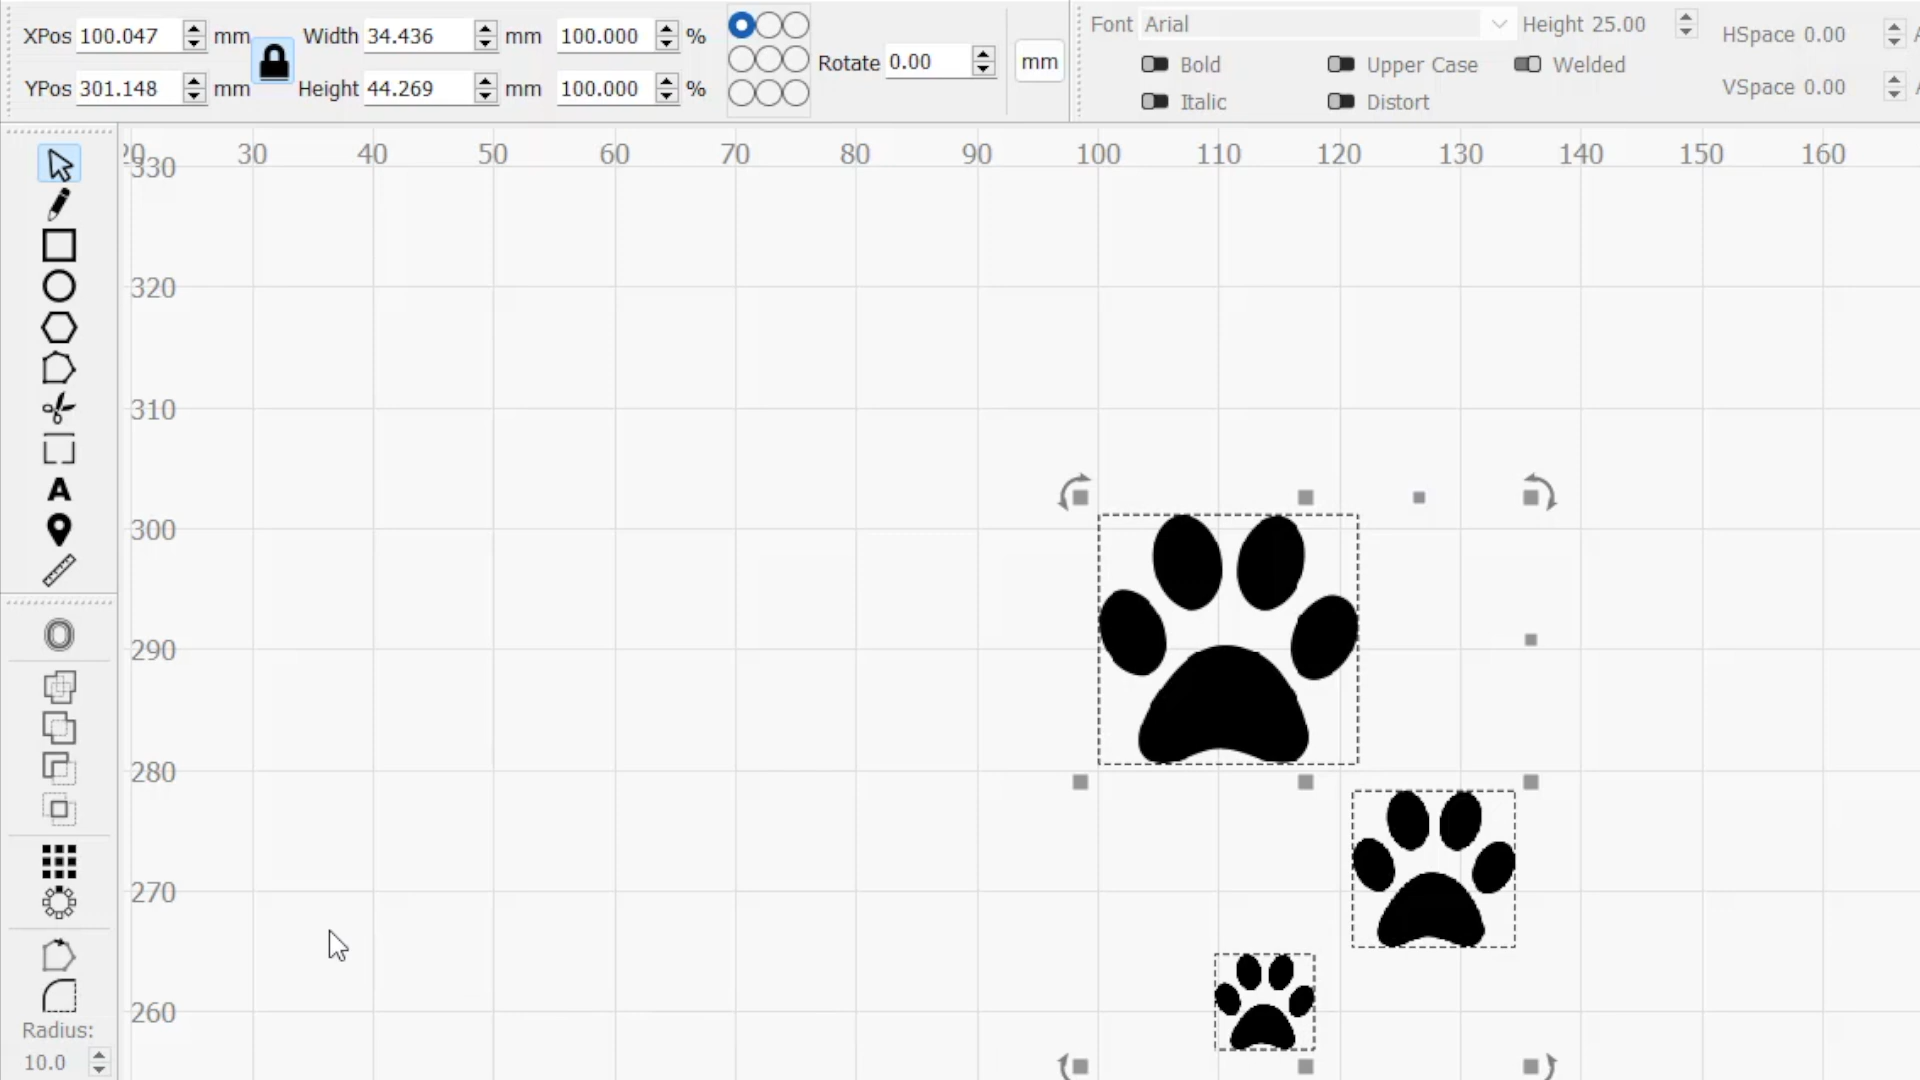 XPos 100.047 mm Width 34.436 mm 100.000 %
YPos 301.148 mm Height 44.269 mm 100.000 %
Rotate 0.00 mm
Font Arial Height 25.00
Bold Upper Case Welded
Italic Distort
HSpace 0.00
VSpace 0.00
20 30 40 50 60 70 80 90 100 110 120 130 140 150 160
330
320
310
300
290
280
270
260
A
Radius:
10.0